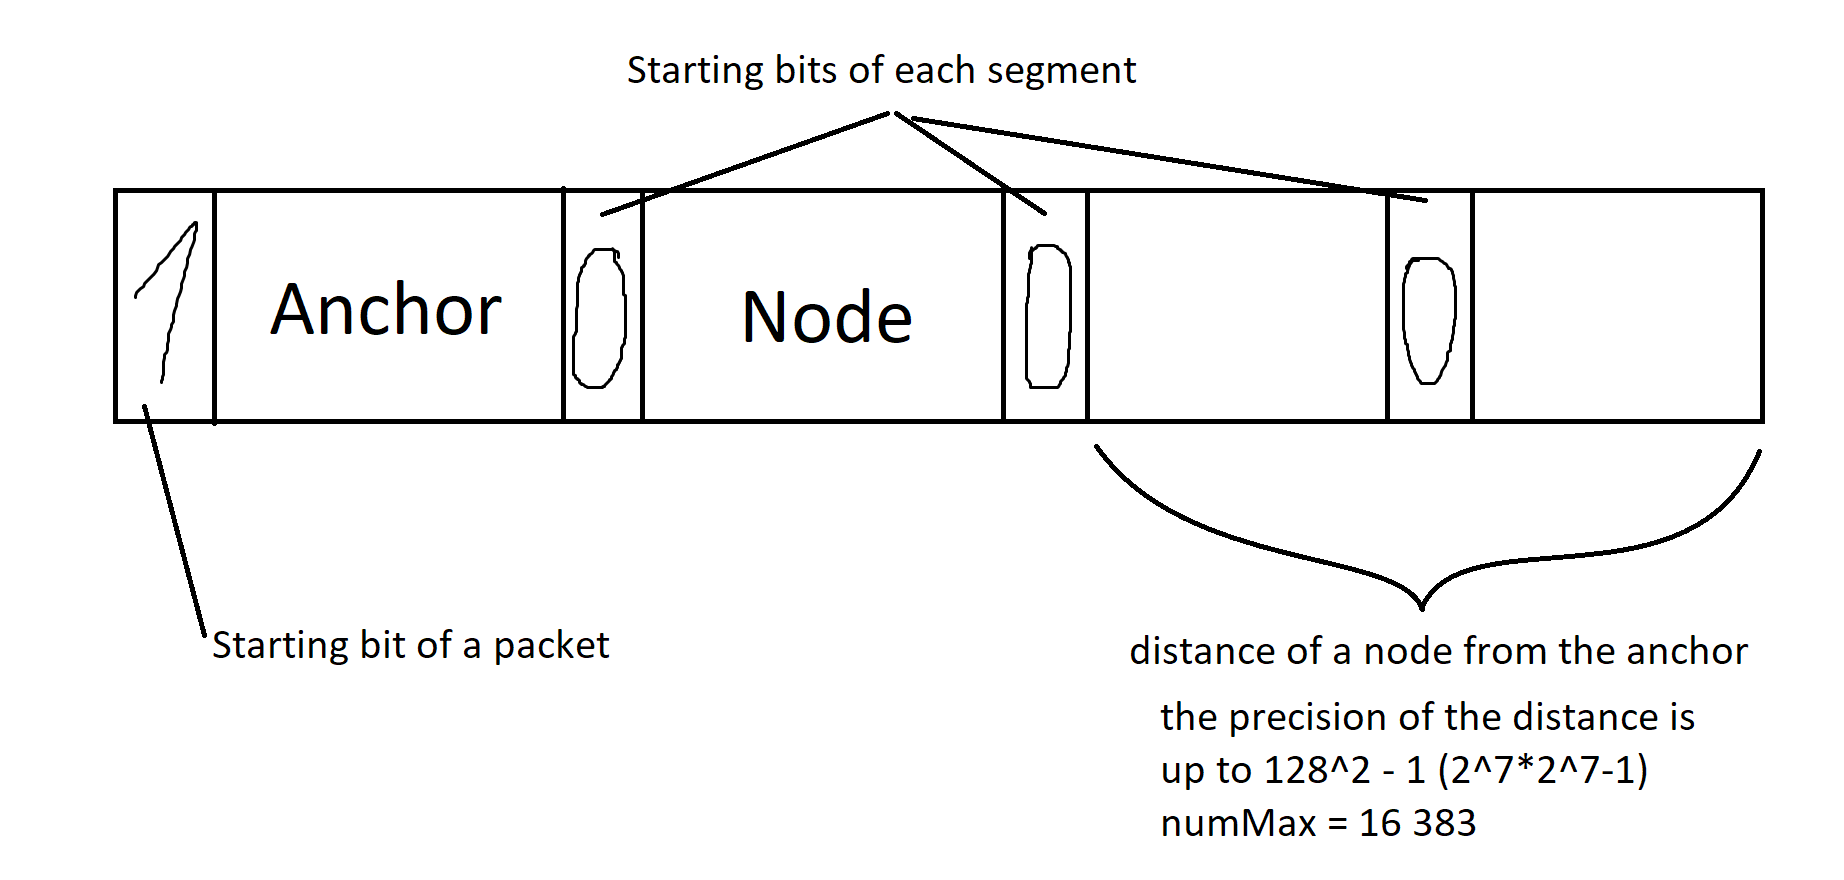 Starting bits of each segment
1 Anchor 0 Node 0 0
Starting bit of a packet
distance of a node from the anchor
the precision of the distance is
up to 128^2 - 1 (2^7*2^7-1)
numMax = 16 383